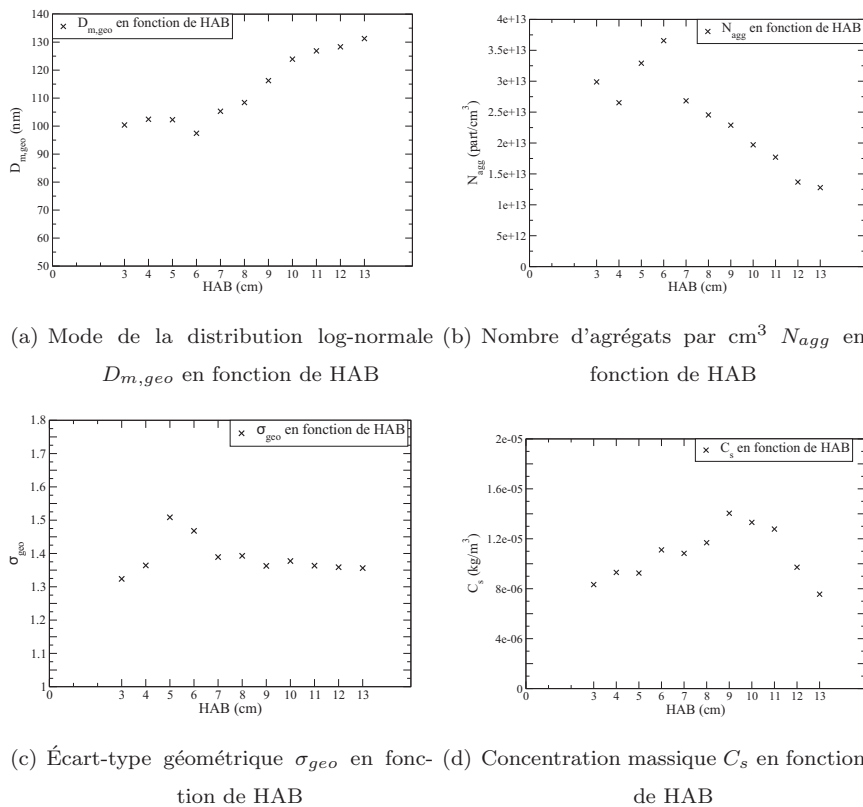 D_m,geo en fonction de HAB
140
130
120
110
100
90
80
70
60
50
D_m,geo (nm)
0 3 4 5 6 7 8 9 10 11 12 13
HAB (cm)
N_agg en fonction de HAB
4e+13
3.5e+13
3e+13
2.5e+13
2e+13
1.5e+13
1e+13
5e+12
0
N_agg (part/cm³)
0 3 4 5 6 7 8 9 10 11 12 13
HAB (cm)
(a) Mode de la distribution log-normale
D_m,geo en fonction de HAB
(b) Nombre d'agrégats par cm³ N_agg en
fonction de HAB
σ_geo en fonction de HAB
1.8
1.7
1.6
1.5
1.4
1.3
1.2
1.1
1
σ_geo
0 3 4 5 6 7 8 9 10 11 12 13
HAB (cm)
C_s en fonction de HAB
2e-05
1.6e-05
1.2e-05
8e-06
4e-06
0
C_s (kg/m³)
0 3 4 5 6 7 8 9 10 11 12 13
HAB (cm)
(c) Écart-type géométrique σ_geo en fonc-
tion de HAB
(d) Concentration massique C_s en fonction
de HAB